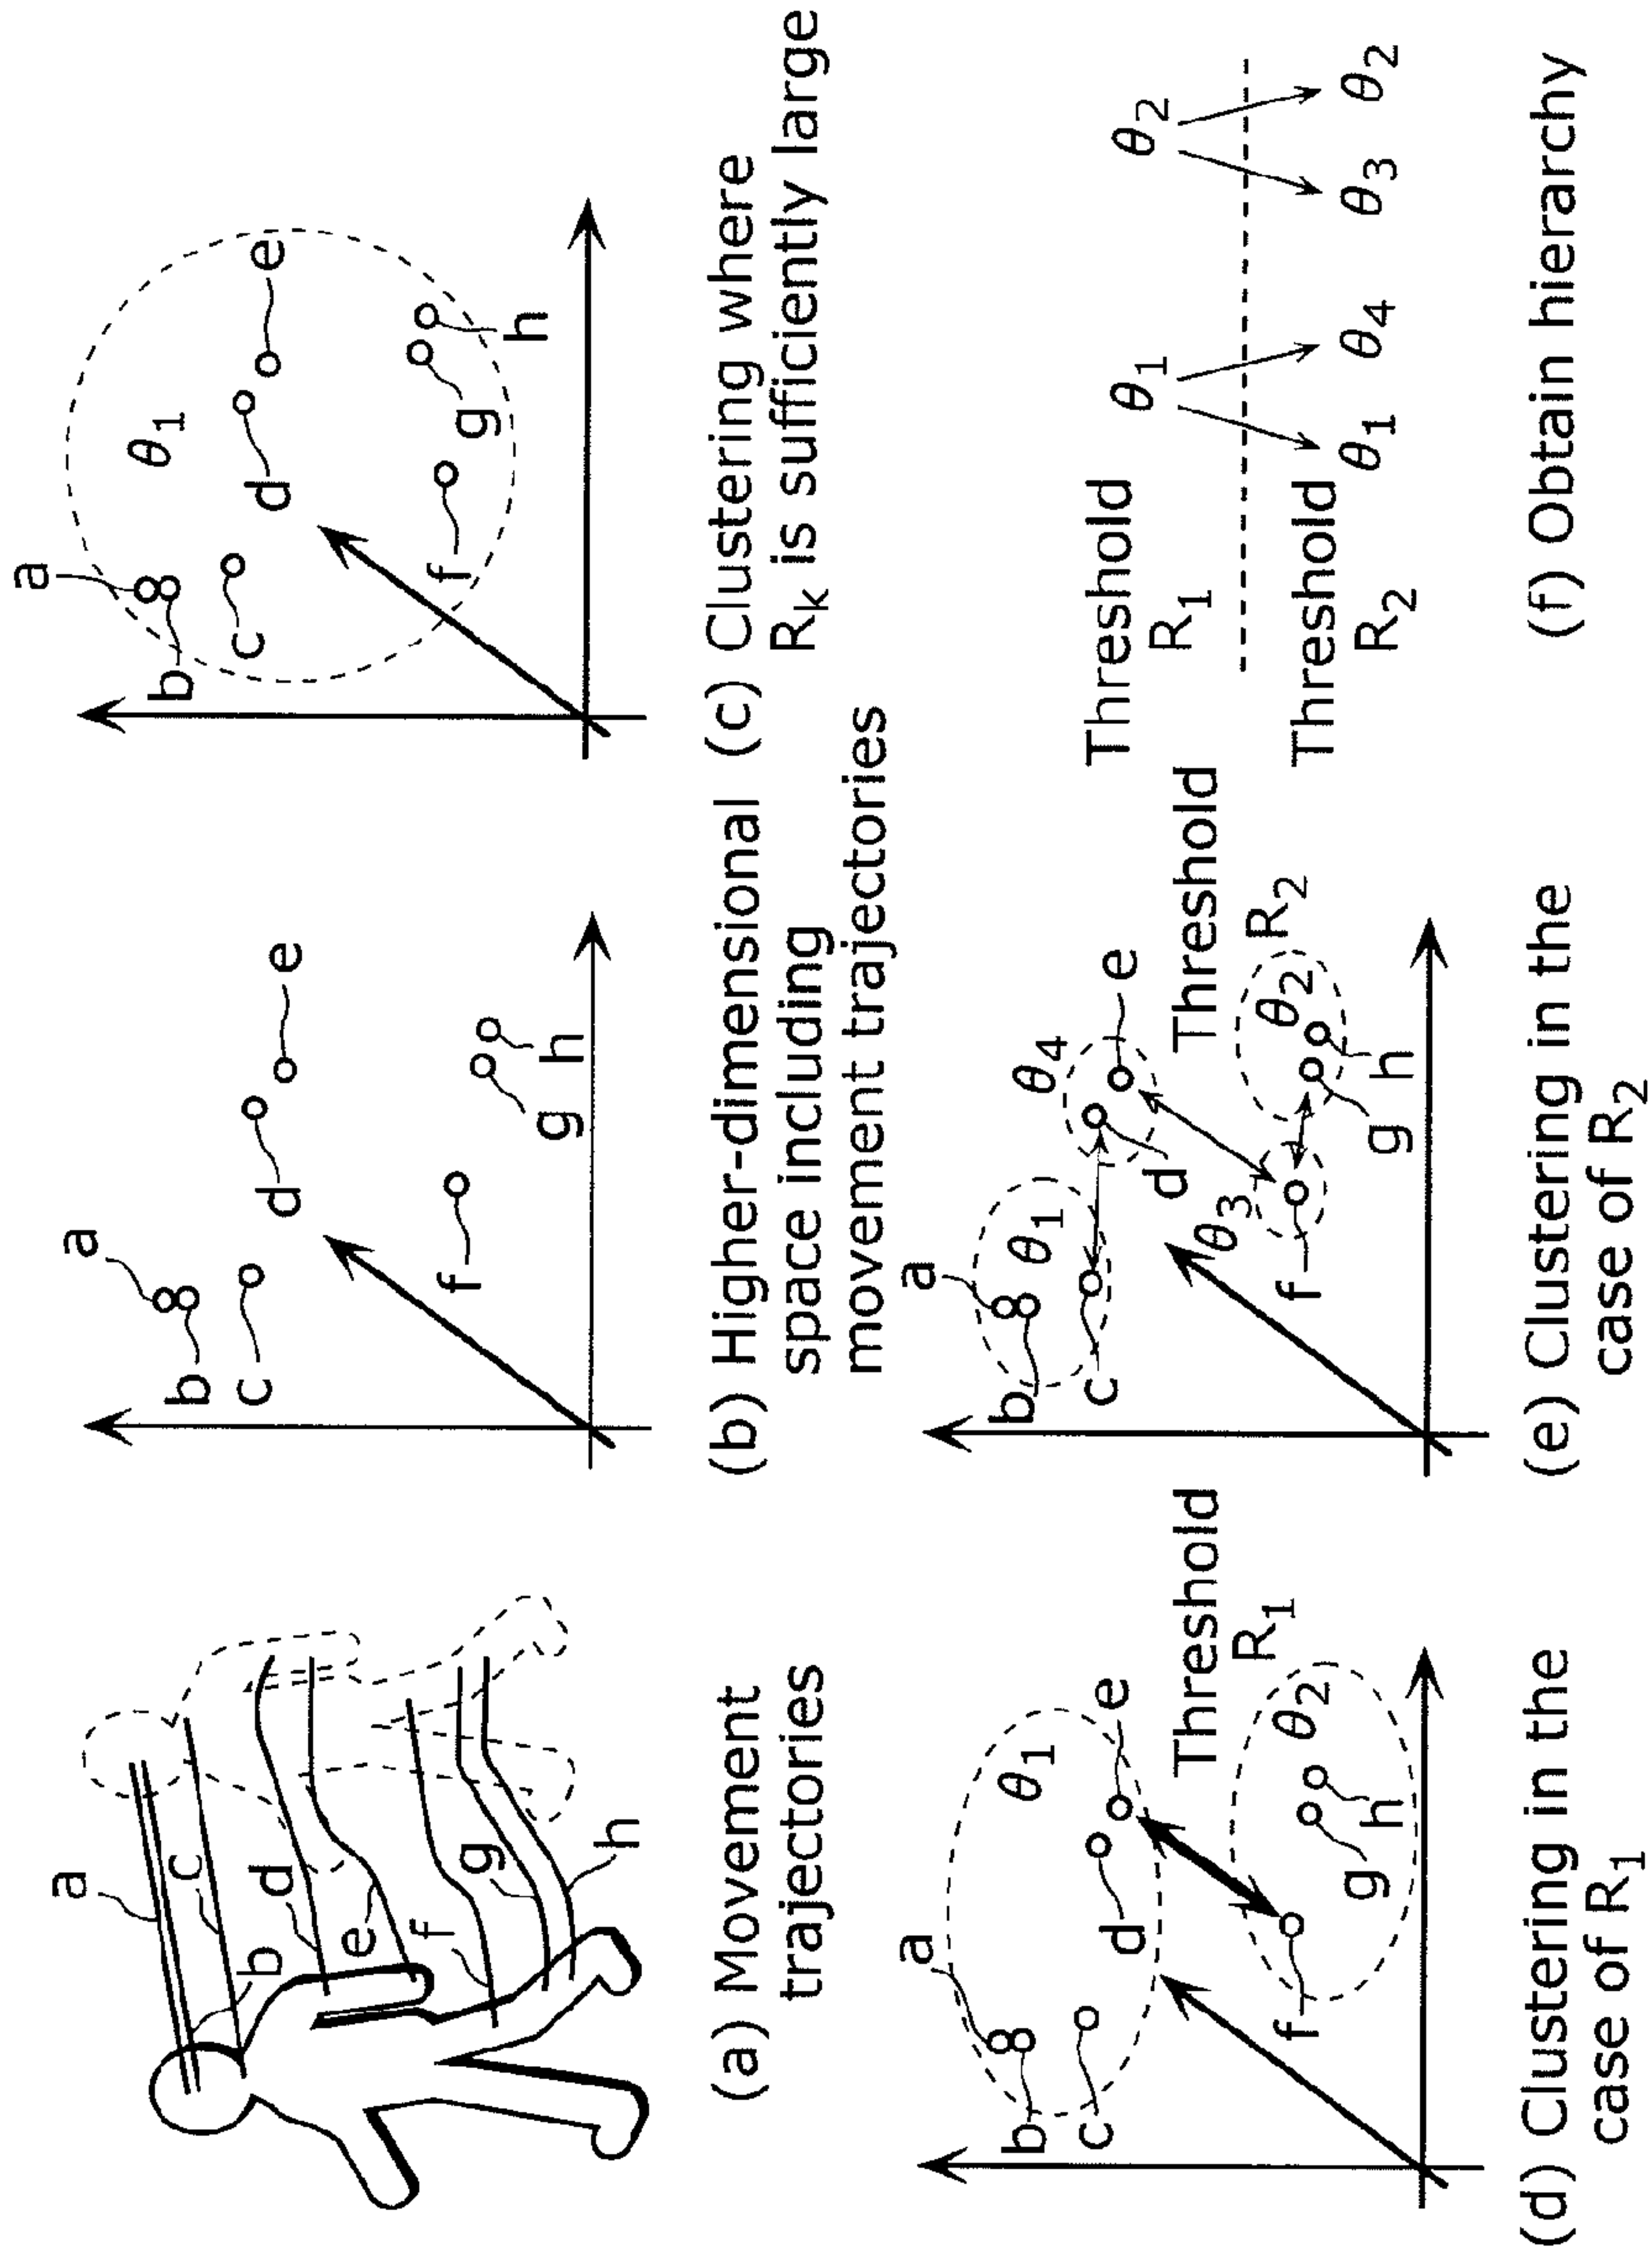 a
b
c
d
e
f
g
h
(a) Movement
trajectories
a
b
c
d
e
f
g
h
(b) Higher-dimensional
space including
movement trajectories
a
b
c
d
e
f
g
h
θ1
(c) Clustering where
Rk is sufficiently large
a
b
c
d
e
f
g
h
θ1
θ2
Threshold
R1
(d) Clustering in the
case of R1
a
b
c
d
e
f
g
h
θ1
θ4
θ3
θ2
Threshold
R2
(e) Clustering in the
case of R2
Threshold
R1
θ1
θ2
Threshold
R2
θ1
θ4
θ3
θ2
(f) Obtain hierarchy